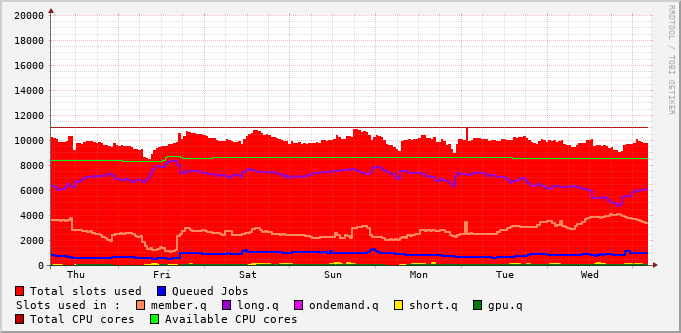 20000
18000
16000
14000
12000
10000
8000
6000
4000
2000
0
Thu Fri Sat Sun Mon Tue Wed
Total slots used Queued Jobs
Slots used in : member.q long.q ondemand.q short.q gpu.q
Total CPU cores Available CPU cores
RRDTOOL / TOBI OETIKER